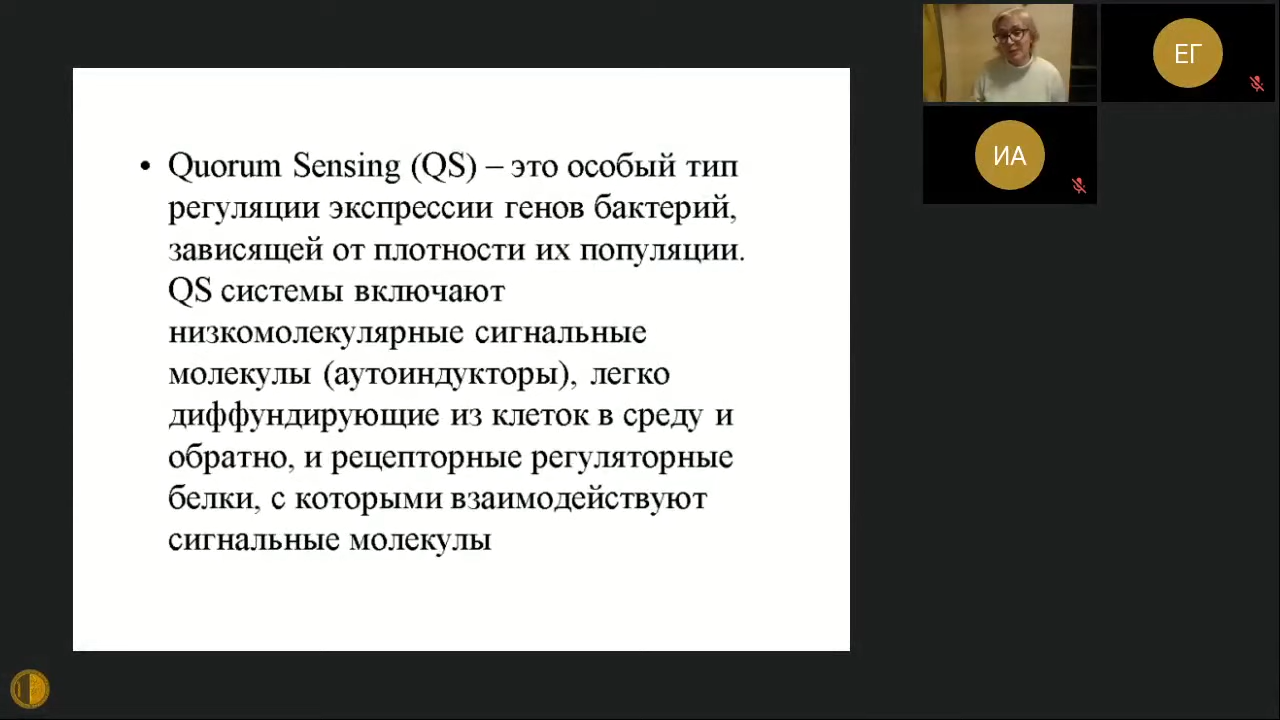 • Quorum Sensing (QS) – это особый тип
регуляции экспрессии генов бактерий,
зависящей от плотности их популяции.
QS системы включают
низкомолекулярные сигнальные
молекулы (аутоиндукторы), легко
диффундирующие из клеток в среду и
обратно, и рецепторные регуляторные
белки, с которыми взаимодействуют
сигнальные молекулы
ЕГ
ИА